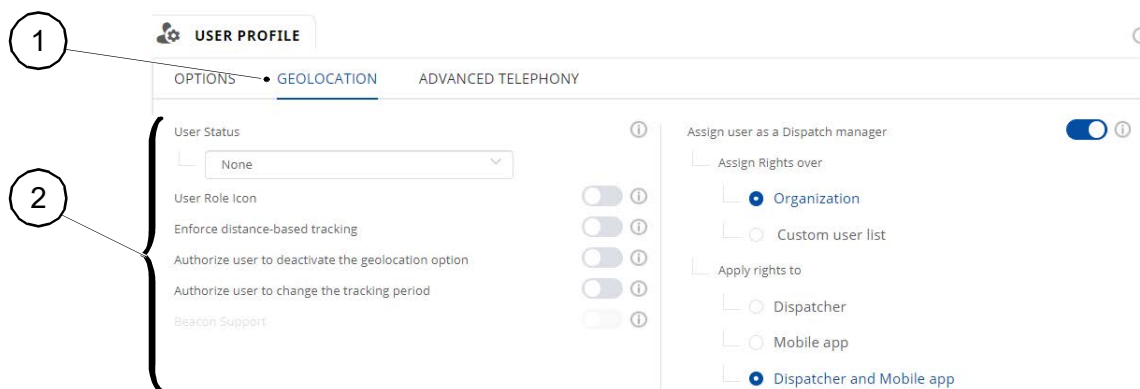 1
USER PROFILE
OPTIONS GEOLOCATION ADVANCED TELEPHONY
2
User Status
None
User Role Icon
Enforce distance-based tracking
Authorize user to deactivate the geolocation option
Authorize user to change the tracking period
Beacon Support
Assign user as a Dispatch manager
Assign Rights over
Organization
Custom user list
Apply rights to
Dispatcher
Mobile app
Dispatcher and Mobile app